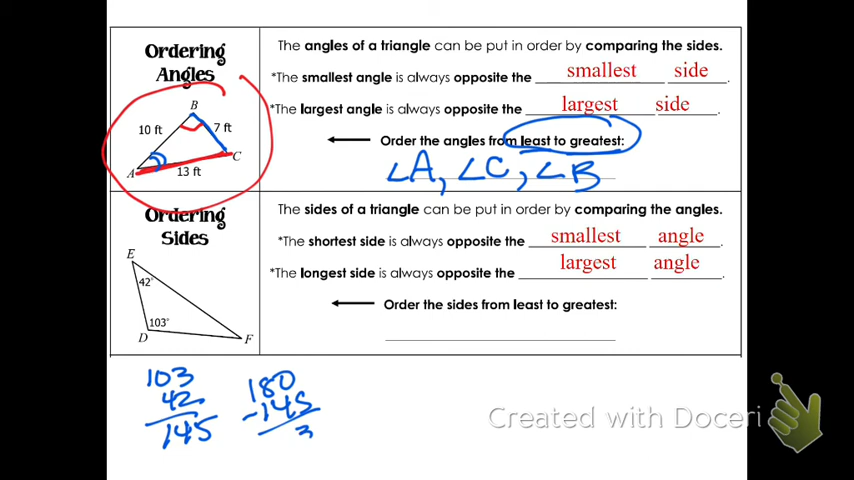 Ordering
Angles
B
10 ft
7 ft
C
A
13 ft
The angles of a triangle can be put in order by comparing the sides.
*The smallest angle is always opposite the smallest side.
*The largest angle is always opposite the largest side.
Order the angles from least to greatest:
∠A, ∠C, ∠B
Ordering
Sides
E
42°
103°
D
F
The sides of a triangle can be put in order by comparing the angles.
*The shortest side is always opposite the smallest angle
*The longest side is always opposite the largest angle.
Order the sides from least to greatest:
103
42
145
180
-145
3
Created with Doceri